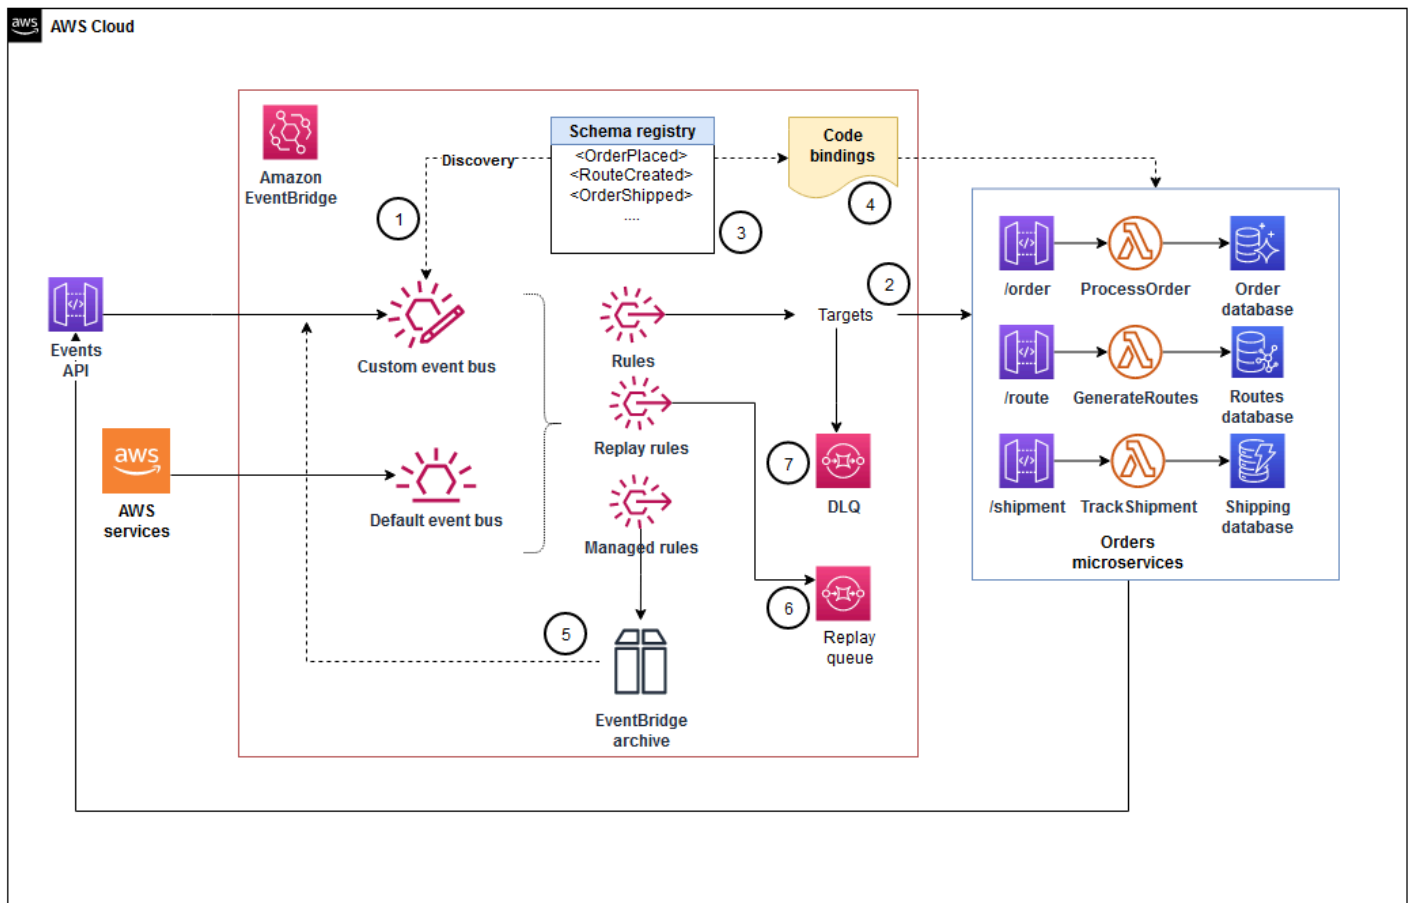 aws
AWS Cloud
Amazon
EventBridge
Schema registry
<OrderPlaced>
<RouteCreated>
<OrderShipped>
....
Discovery
Code
bindings
1
3
4
2
Events
API
Custom event bus
Rules
Targets
/order
ProcessOrder
Order
database
/route
GenerateRoutes
Routes
database
/shipment
TrackShipment
Shipping
database
Orders
microservices
aws
AWS
services
Default event bus
Replay rules
Managed rules
7
DLQ
6
Replay
queue
5
EventBridge
archive